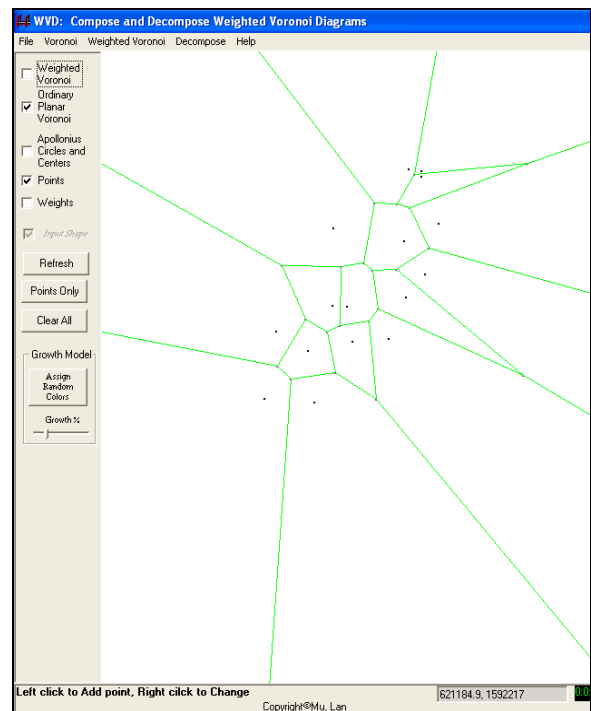 WVD: Compose and Decompose Weighted Voronoi Diagrams
File Voronoi Weighted Voronoi Decompose Help
Weighted
Voronoi
Ordinary
Planar
Voronoi
Apollonius
Circles and
Centers
Points
Weights
Input Shape
Refresh
Points Only
Clear All
Growth Model
Assign
Random
Colors
Growth %
Left click to Add point, Right cilck to Change
621184.9, 1592217
0:0
Copyright©Mu, Lan